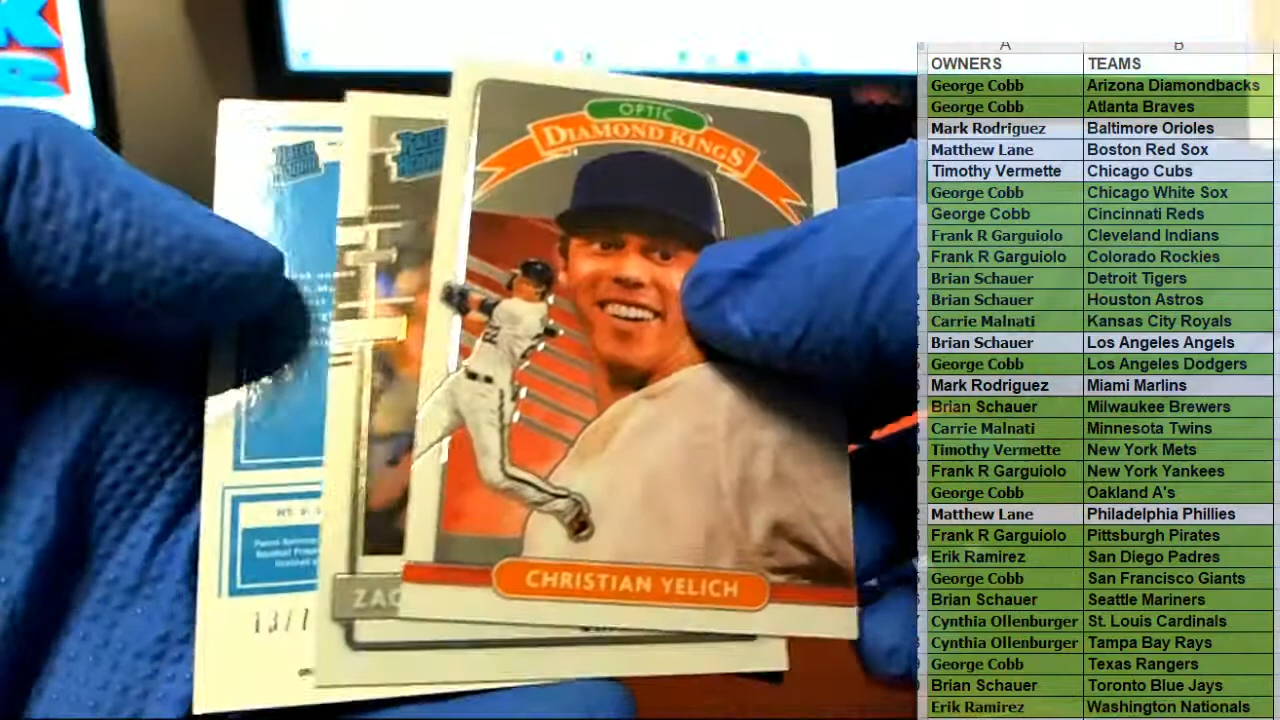 OPTIC
DIAMOND KINGS
CHRISTIAN YELICH
RATED
ZAC
13/
A B
OWNERS TEAMS
George Cobb Arizona Diamondbacks
George Cobb Atlanta Braves
Mark Rodriguez Baltimore Orioles
Matthew Lane Boston Red Sox
Timothy Vermette Chicago Cubs
George Cobb Chicago White Sox
George Cobb Cincinnati Reds
Frank R Garguiolo Cleveland Indians
Frank R Garguiolo Colorado Rockies
Brian Schauer Detroit Tigers
Brian Schauer Houston Astros
Carrie Malnati Kansas City Royals
Brian Schauer Los Angeles Angels
George Cobb Los Angeles Dodgers
Mark Rodriguez Miami Marlins
Brian Schauer Milwaukee Brewers
Carrie Malnati Minnesota Twins
Timothy Vermette New York Mets
Frank R Garguiolo New York Yankees
George Cobb Oakland A's
Matthew Lane Philadelphia Phillies
Frank R Garguiolo Pittsburgh Pirates
Erik Ramirez San Diego Padres
George Cobb San Francisco Giants
Brian Schauer Seattle Mariners
Cynthia Ollenburger St. Louis Cardinals
Cynthia Ollenburger Tampa Bay Rays
George Cobb Texas Rangers
Brian Schauer Toronto Blue Jays
Erik Ramirez Washington Nationals